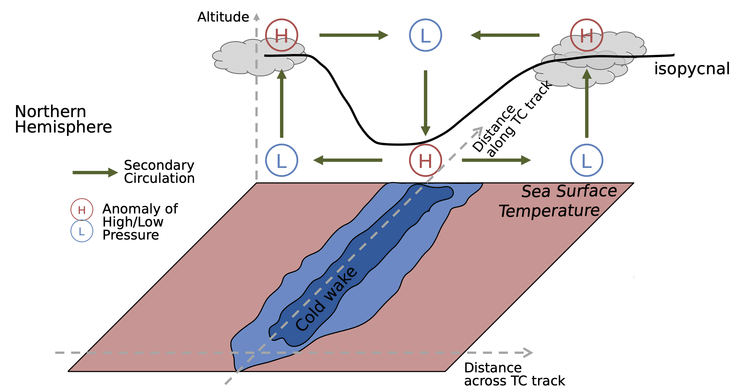 Altitude
H
L
H
isopycnal
Northern
Hemisphere
Distance
along TC track
Secondary
Circulation
L
H
L
H
Anomaly of
High/Low
L
Pressure
Sea Surface
Temperature
Cold wake
Distance
across TC track